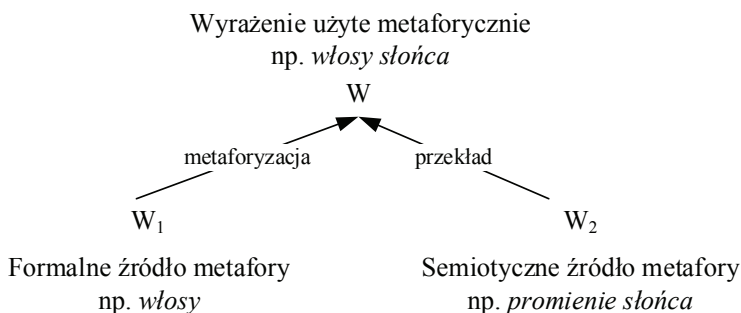 Wyrażenie użyte metaforycznie
np. włosy słońca
W
metaforyzacja
przekład
W₁
W₂
Formalne źródło metafory
np. włosy
Semiotyczne źródło metafory
np. promienie słońca